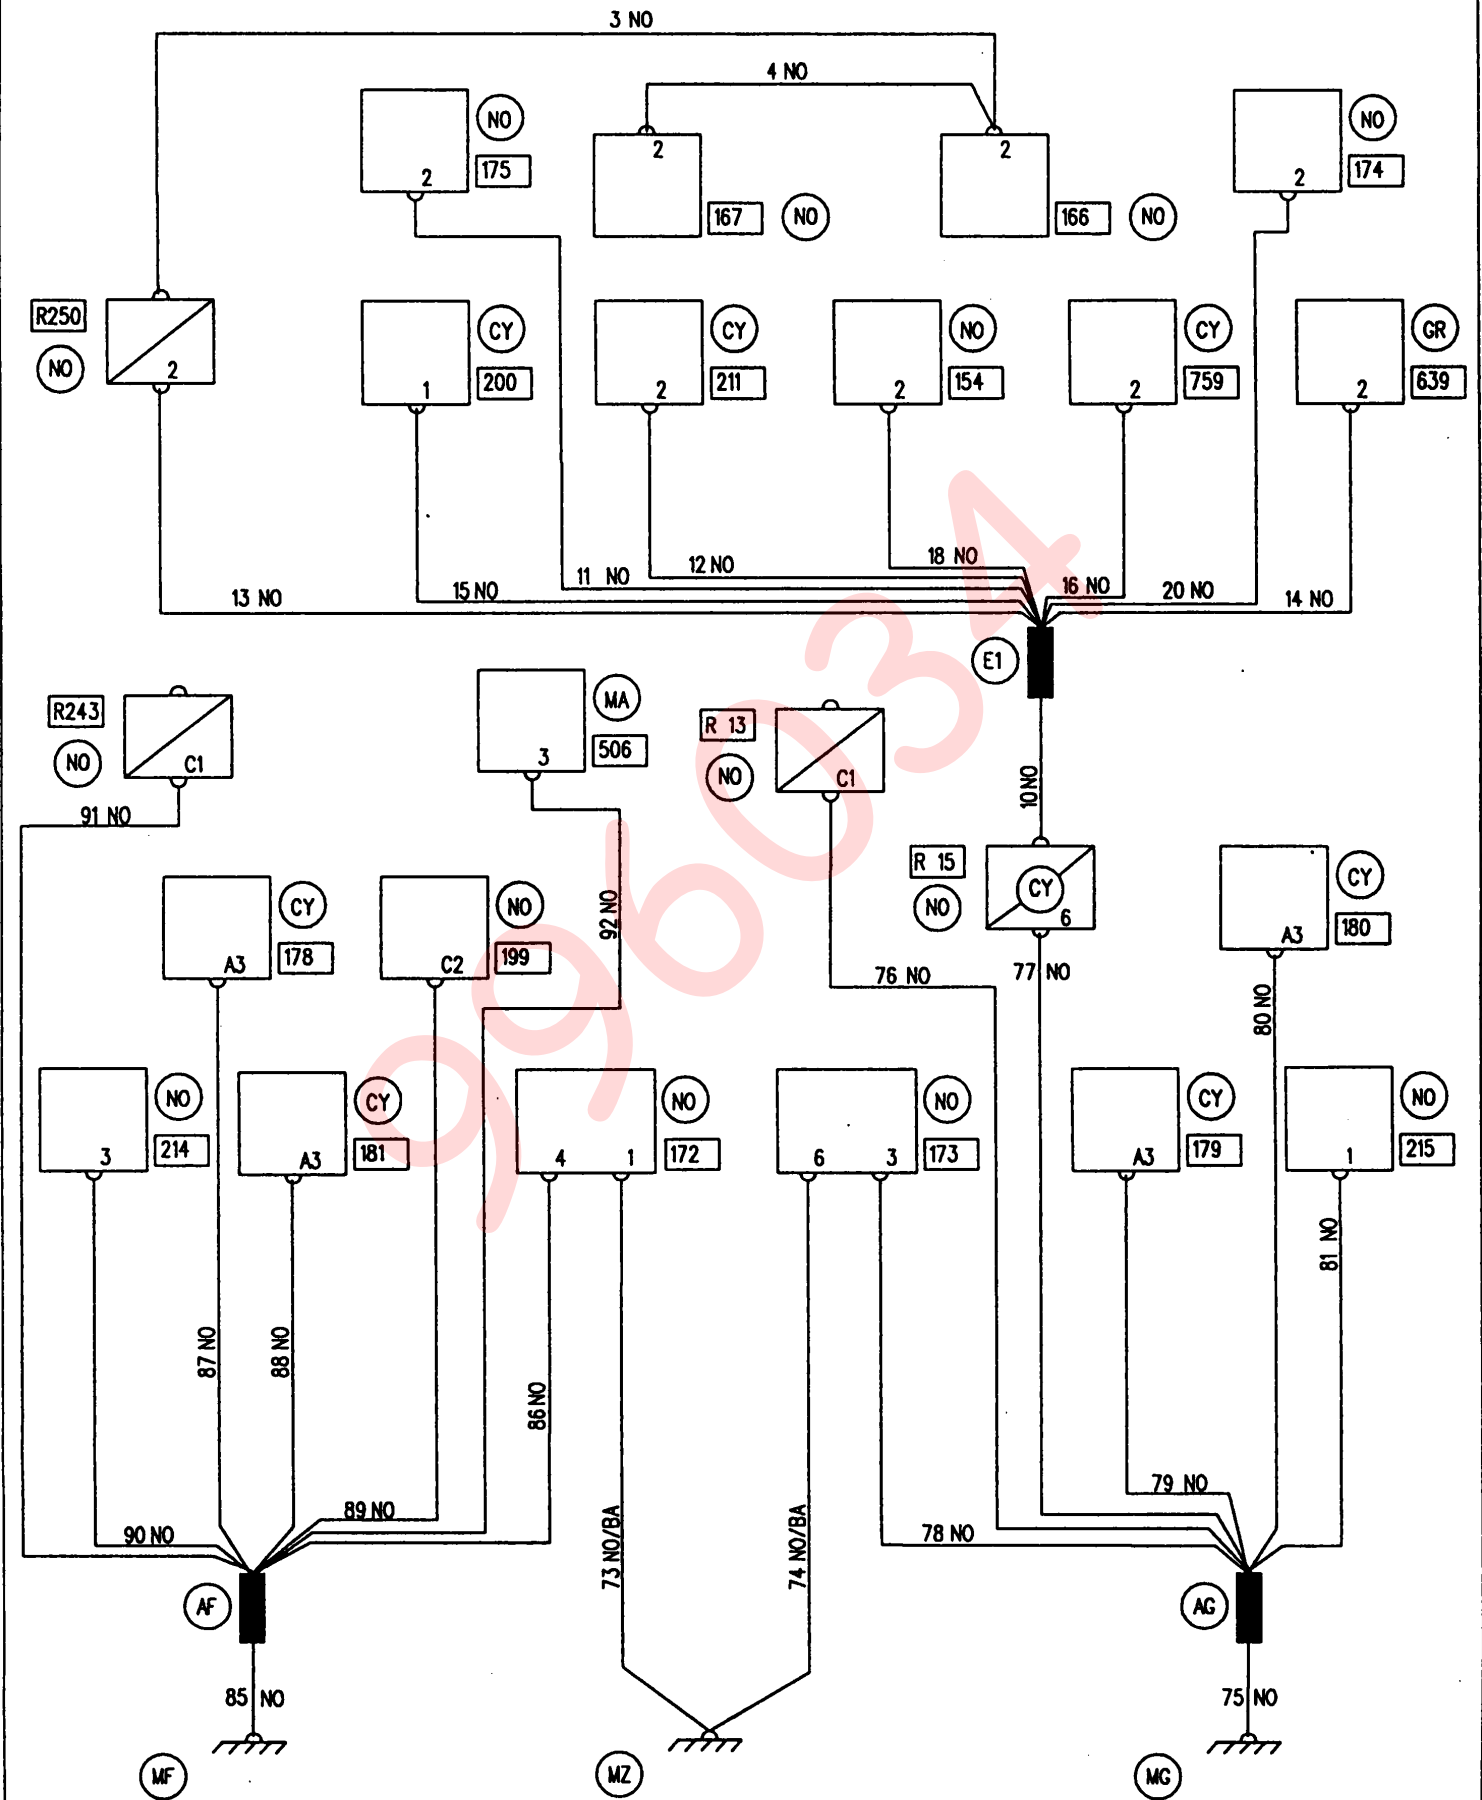 3 NO
4 NO
NO
175
2
2
167
NO
2
166
NO
NO
174
2
R250
NO
2
CY
200
1
CY
211
2
NO
154
2
CY
759
2
GR
639
2
13 NO
15 NO
11 NO
12 NO
18 NO
16 NO
20 NO
14 NO
E1
R243
NO
C1
91 NO
MA
506
3
92 NO
R 13
NO
C1
76 NO
10 NO
R 15
NO
CY
6
77 NO
CY
180
A3
80 NO
CY
178
A3
NO
199
C2
NO
214
3
CY
181
A3
NO
172
4 1
NO
173
6 3
CY
179
A3
NO
215
1
81 NO
87 NO
88 NO
86 NO
89 NO
90 NO
73 NO/BA
74 NO/BA
78 NO
79 NO
AF
AG
85 NO
75 NO
MF
MZ
MG
996034